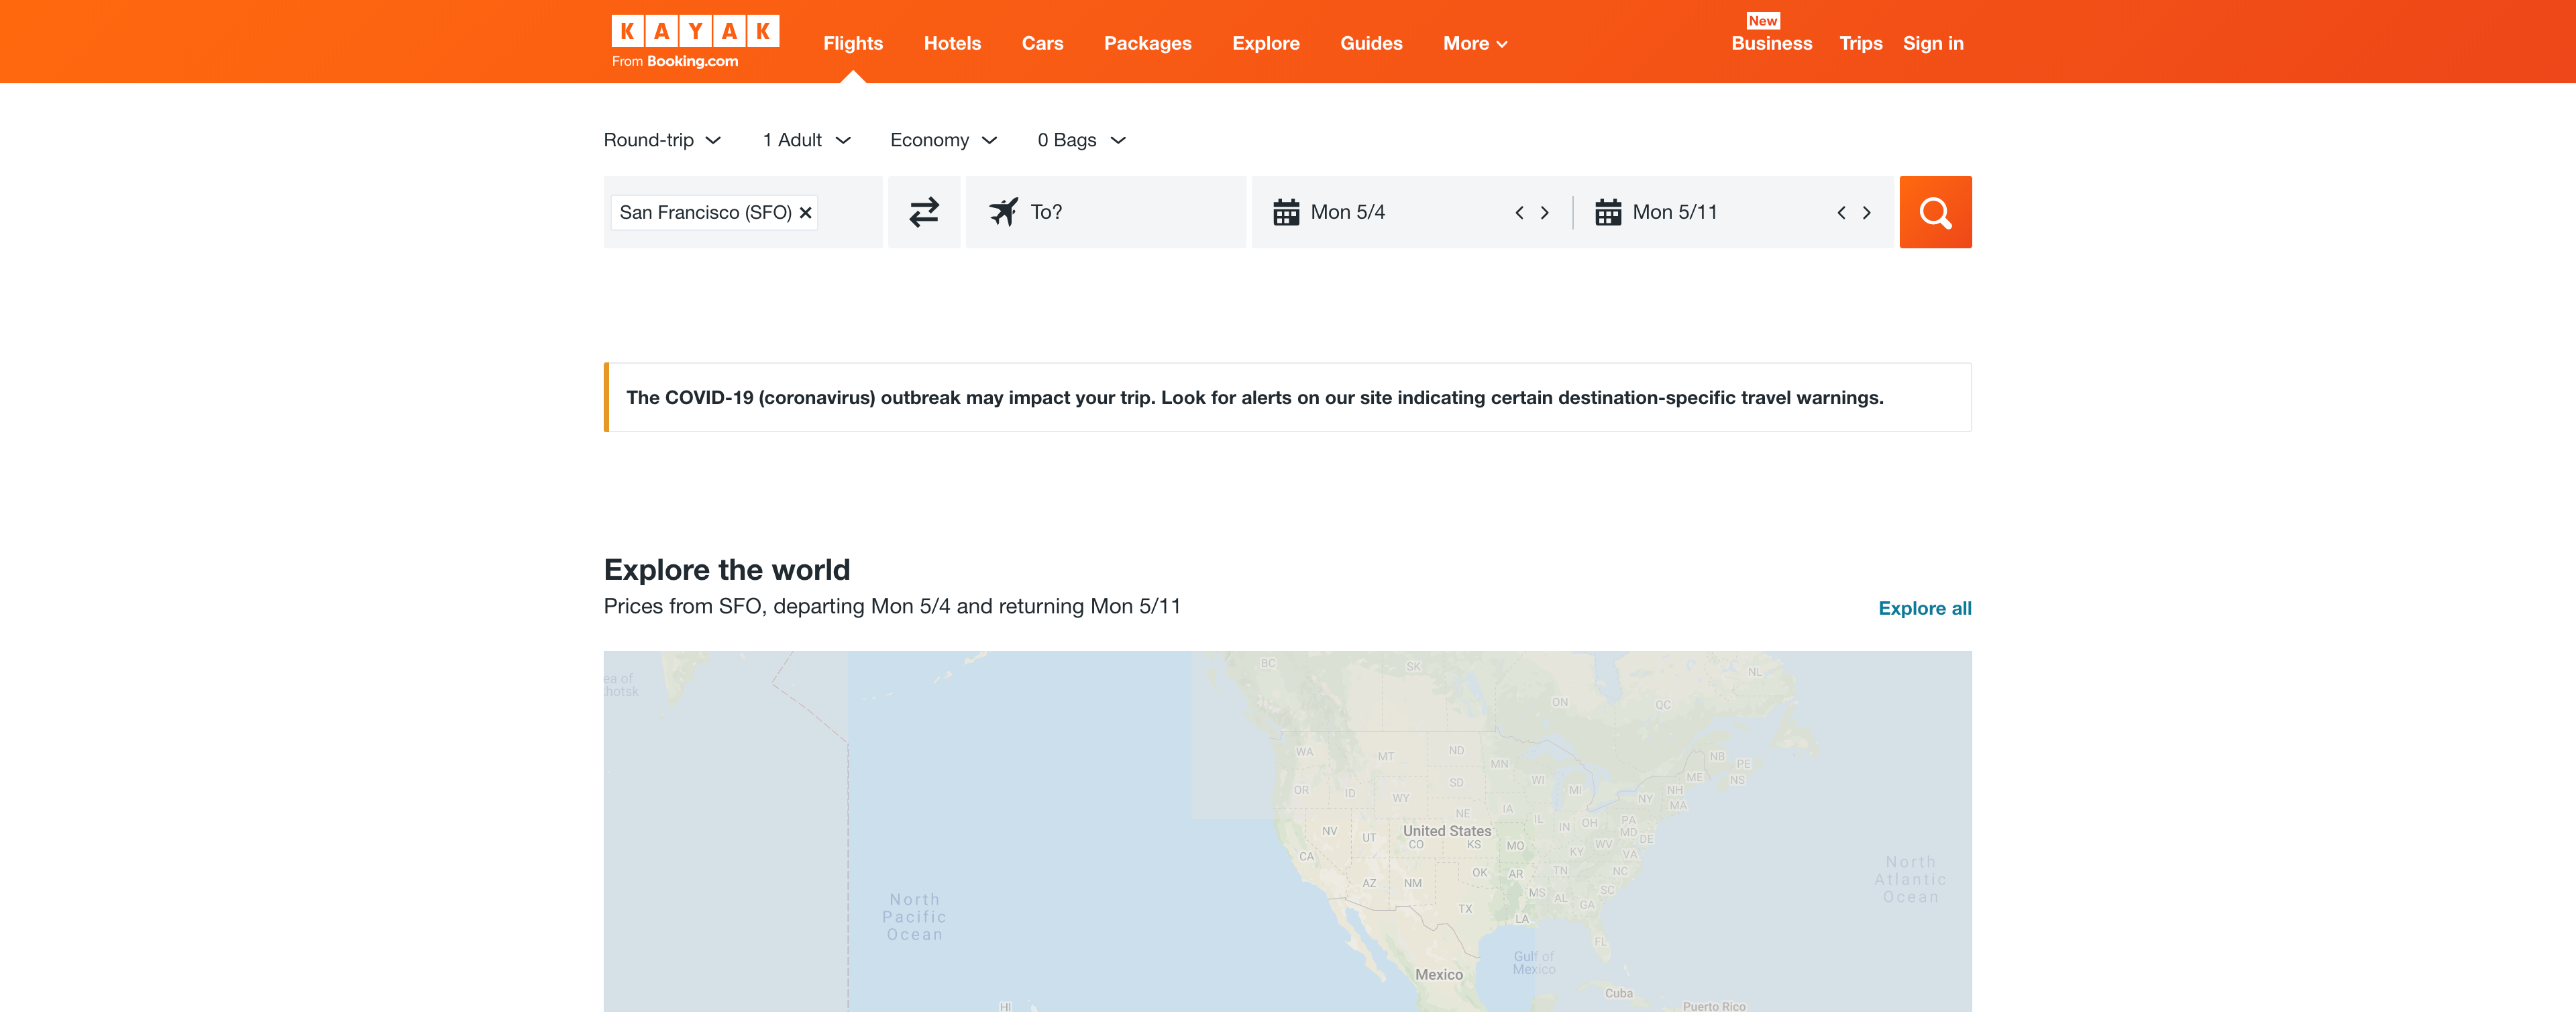 KAYAK
From Booking.com
Flights Hotels Cars Packages Explore Guides More
New
Business Trips Sign in
Round-trip 1 Adult Economy 0 Bags
San Francisco (SFO) To? Mon 5/4 Mon 5/11
The COVID-19 (coronavirus) outbreak may impact your trip. Look for alerts on our site indicating certain destination-specific travel warnings.
Explore the world
Prices from SFO, departing Mon 5/4 and returning Mon 5/11
Explore all
BC SK NL
ea of
hotsk
ON QC
WA MT ND MN NB PE
OR ID WY SD WI MI ME NS
NY NH
MA
NE IA
NV UT United States IL IN OH PA
MD DE
CO KS MO KY WV VA
CA
AZ NM OK AR TN NC
MS AL SC
TX LA GA
FL
North
Pacific
Ocean
North
Atlantic
Ocean
Gulf of
Mexico
Mexico
Cuba
HI
Puerto Rico